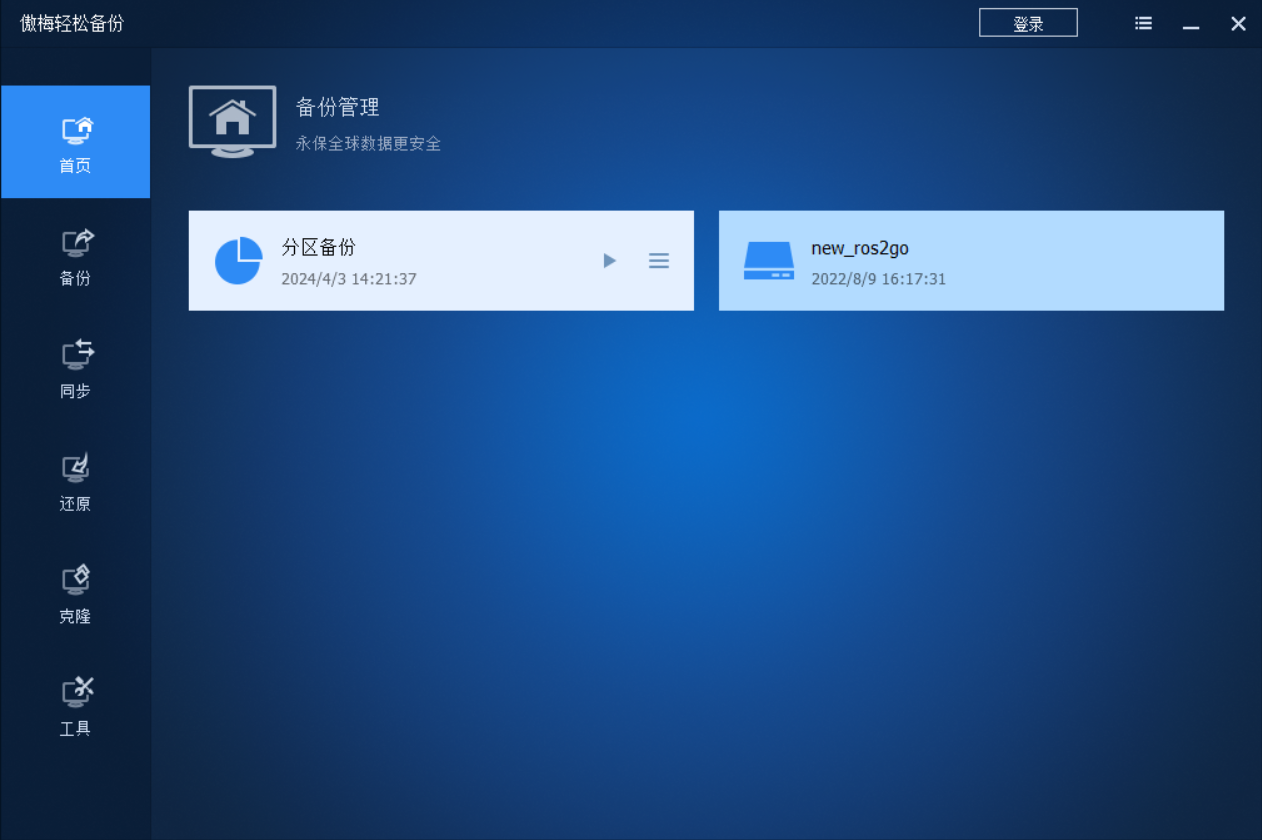 傲梅轻松备份
登录
首页
备份
同步
还原
克隆
工具
备份管理
永保全球数据更安全
分区备份
2024/4/3 14:21:37
new_ros2go
2022/8/9 16:17:31